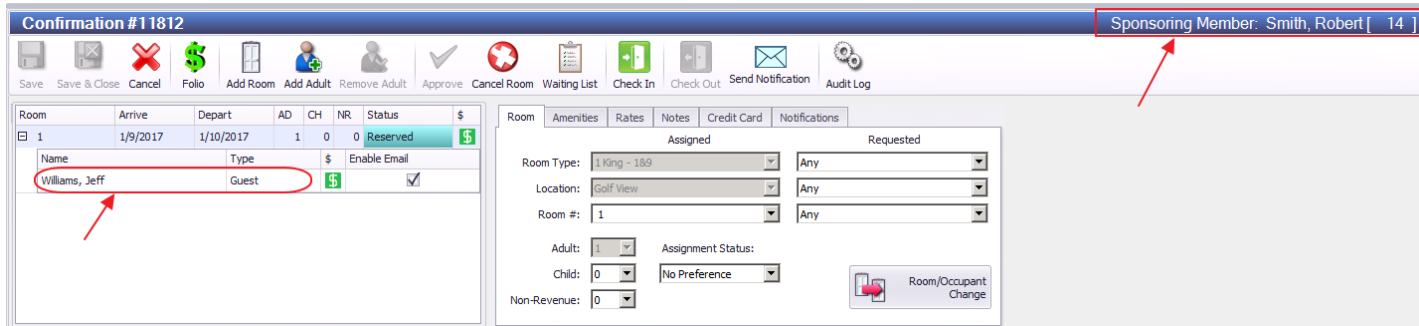 Confirmation #11812 Sponsoring Member: Smith, Robert [ 14 ]
Save Save & Close Cancel Folio Add Room Add Adult Remove Adult Approve Cancel Room Waiting List Check In Check Out Send Notification Audit Log
Room Arrive Depart AD CH NR Status $
1 1/9/2017 1/10/2017 1 0 0 Reserved $
Name Type $ Enable Email
Williams, Jeff Guest $
Room Amenities Rates Notes Credit Card Notifications
Assigned Requested
Room Type: 1 King - 1&9 Any
Location: Golf View Any
Room #: 1 Any
Adult: 1 Assignment Status:
Child: 0 No Preference
Non-Revenue: 0
Room/Occupant
Change